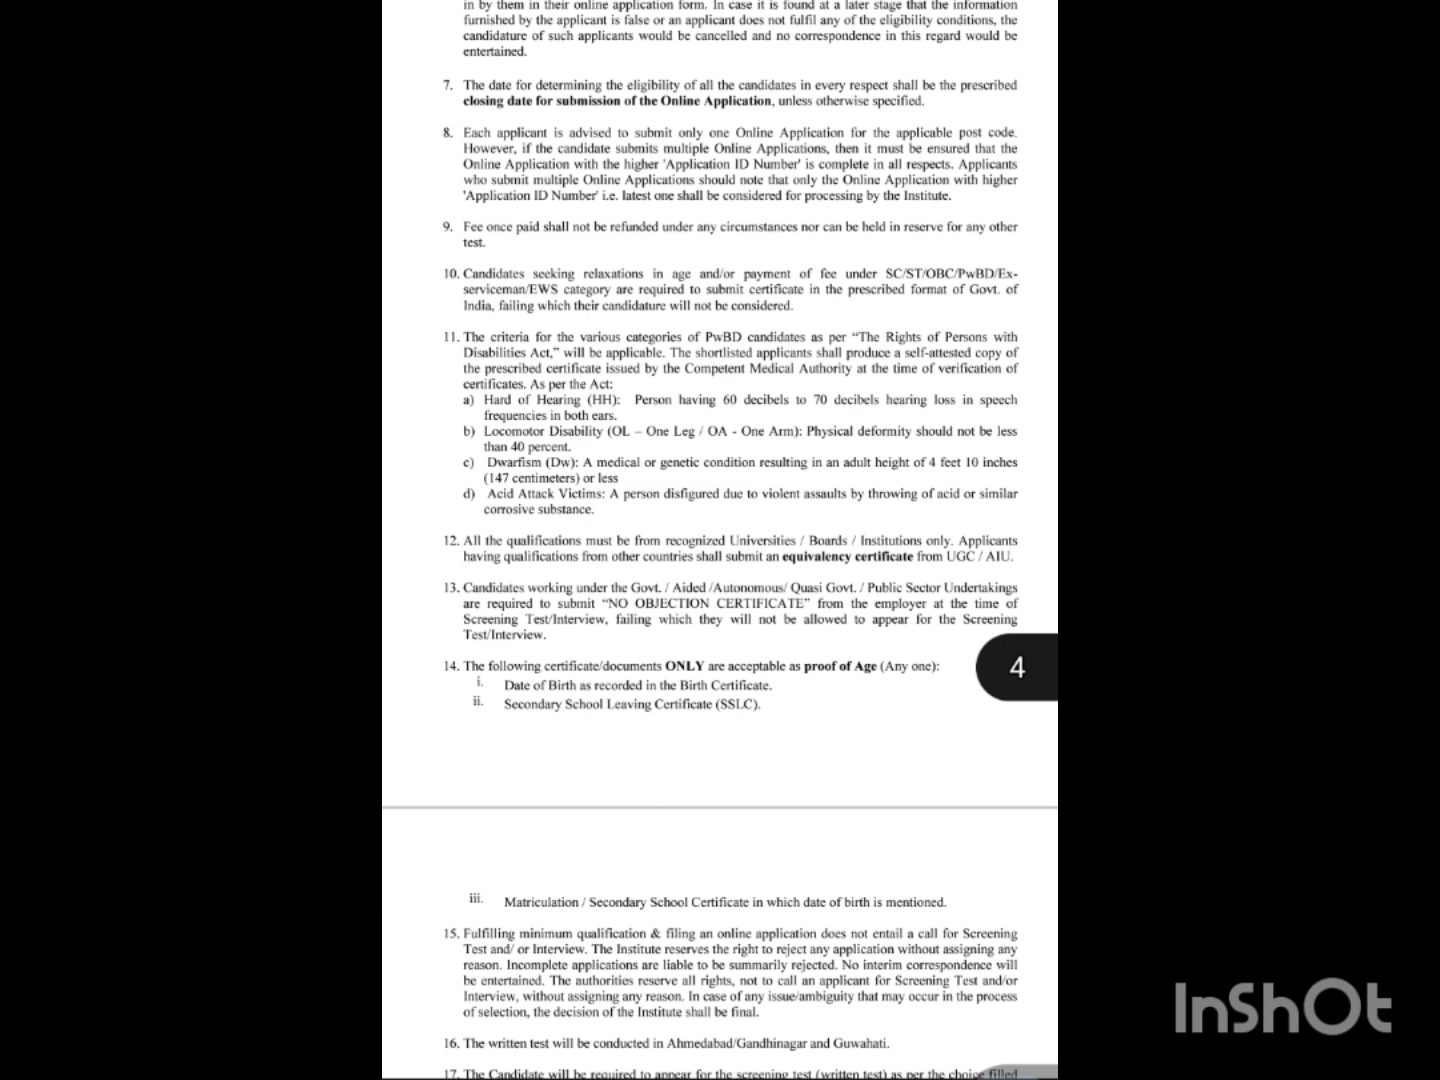 in by them in their online application form. In case it is found at a later stage that the information
furnished by the applicant is false or an applicant does not fulfil any of the eligibility conditions, the
candidature of such applicants would be cancelled and no correspondence in this regard would be
entertained.
7. The date for determining the eligibility of all the candidates in every respect shall be the prescribed
closing date for submission of the Online Application, unless otherwise specified.
8. Each applicant is advised to submit only one Online Application for the applicable post code.
However, if the candidate submits multiple Online Applications, then it must be ensured that the
Online Application with the higher 'Application ID Number' is complete in all respects. Applicants
who submit multiple Online Applications should note that only the Online Application with higher
'Application ID Number' i.e. latest one shall be considered for processing by the Institute.
9. Fee once paid shall not be refunded under any circumstances nor can be held in reserve for any other
test.
10. Candidates seeking relaxations in age and/or payment of fee under SC/ST/OBC/PwBD/Ex-
serviceman/EWS category are required to submit certificate in the prescribed format of Govt. of
India, failing which their candidature will not be considered.
11. The criteria for the various categories of PwBD candidates as per “The Rights of Persons with
Disabilities Act,” will be applicable. The shortlisted applicants shall produce a self-attested copy of
the prescribed certificate issued by the Competent Medical Authority at the time of verification of
certificates. As per the Act:
a) Hard of Hearing (HH): Person having 60 decibels to 70 decibels hearing loss in speech
frequencies in both ears.
b) Locomotor Disability (OL – One Leg / OA - One Arm): Physical deformity should not be less
than 40 percent.
c) Dwarfism (Dw): A medical or genetic condition resulting in an adult height of 4 feet 10 inches
(147 centimeters) or less
d) Acid Attack Victims: A person disfigured due to violent assaults by throwing of acid or similar
corrosive substance.
12. All the qualifications must be from recognized Universities / Boards / Institutions only. Applicants
having qualifications from other countries shall submit an equivalency certificate from UGC / AIU.
13. Candidates working under the Govt. / Aided /Autonomous/ Quasi Govt. / Public Sector Undertakings
are required to submit “NO OBJECTION CERTIFICATE” from the employer at the time of
Screening Test/Interview, failing which they will not be allowed to appear for the Screening
Test/Interview.
14. The following certificate/documents ONLY are acceptable as proof of Age (Any one):
4
i. Date of Birth as recorded in the Birth Certificate.
ii. Secondary School Leaving Certificate (SSLC).
iii. Matriculation / Secondary School Certificate in which date of birth is mentioned.
15. Fulfilling minimum qualification & filing an online application does not entail a call for Screening
Test and/ or Interview. The Institute reserves the right to reject any application without assigning any
reason. Incomplete applications are liable to be summarily rejected. No interim correspondence will
be entertained. The authorities reserve all rights, not to call an applicant for Screening Test and/or
Interview, without assigning any reason. In case of any issue/ambiguity that may occur in the process
of selection, the decision of the Institute shall be final.
16. The written test will be conducted in Ahmedabad/Gandhinagar and Guwahati.
17. The Candidate will be required to appear for the screening test (written test) as per the choice filled
InShOt